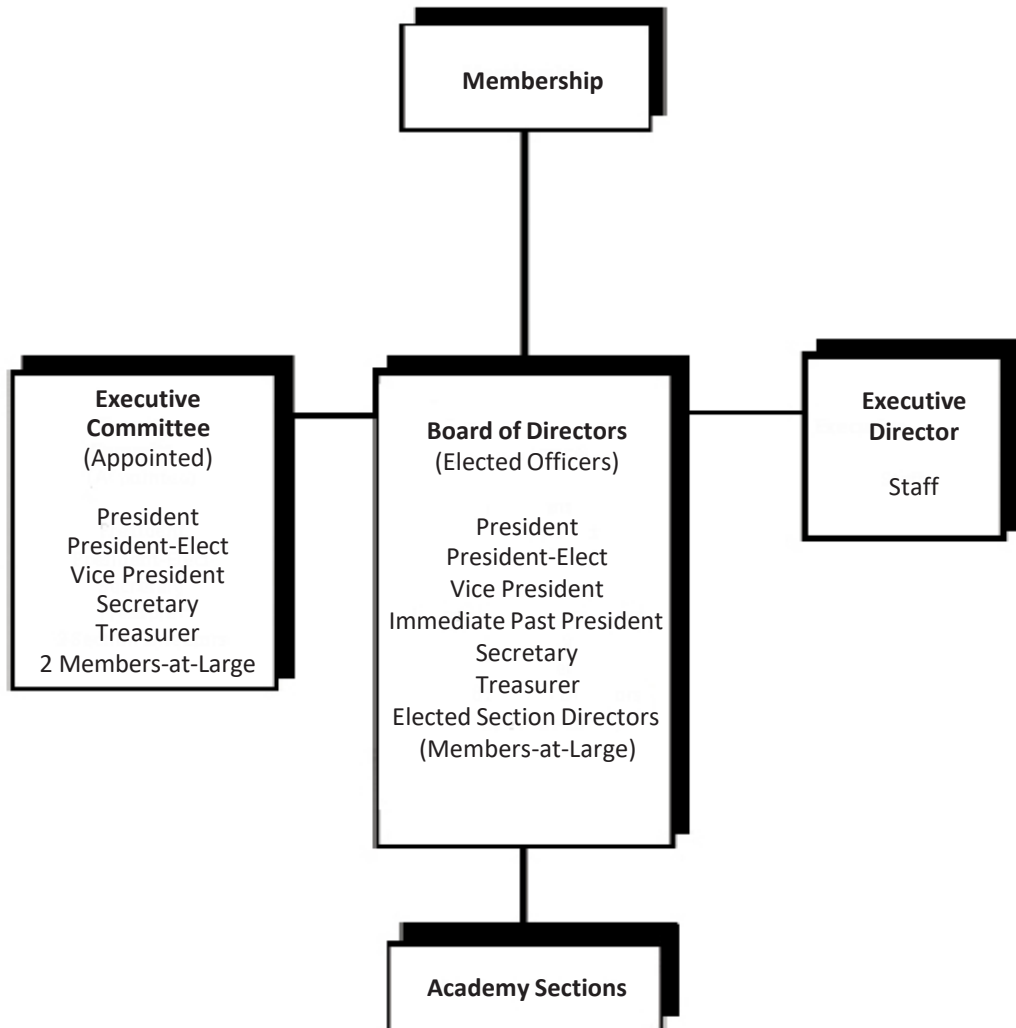 Membership
Executive
Committee
(Appointed)
President
President-Elect
Vice President
Secretary
Treasurer
2 Members-at-Large
Board of Directors
(Elected Officers)
President
President-Elect
Vice President
Immediate Past President
Secretary
Treasurer
Elected Section Directors
(Members-at-Large)
Executive
Director
Staff
Academy Sections